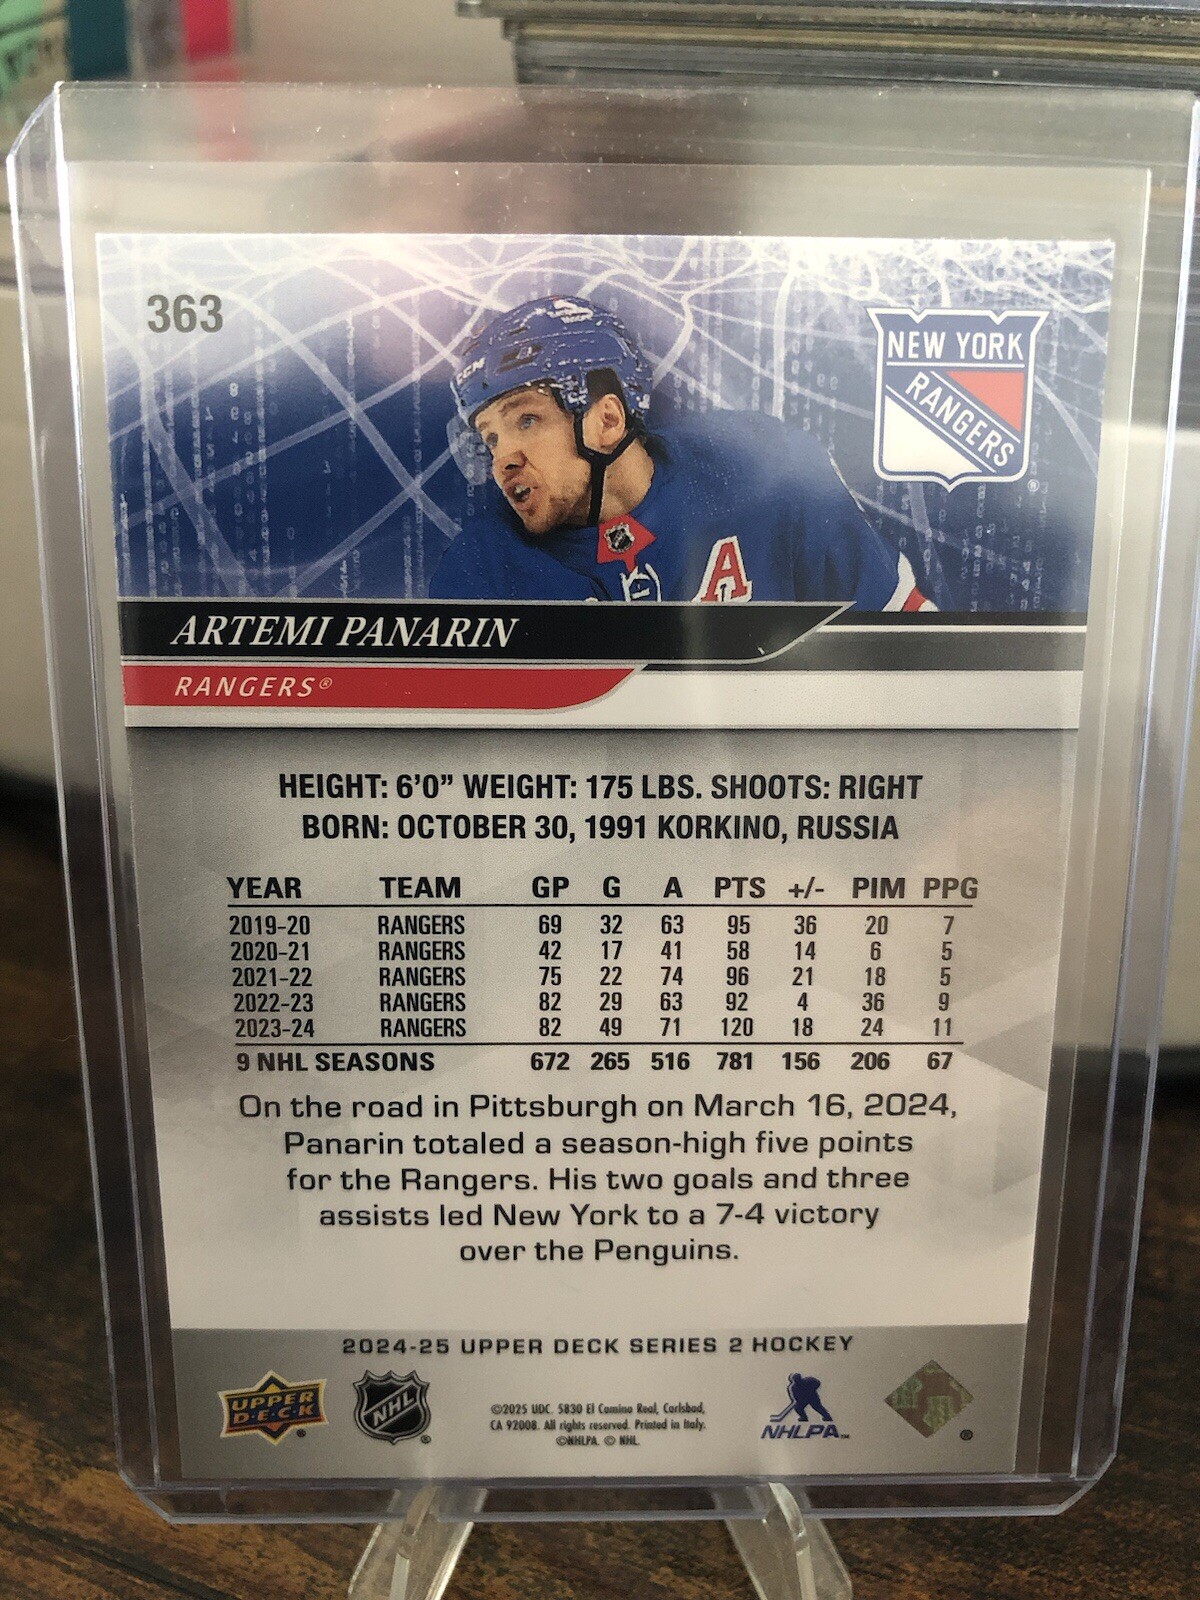 363
NEW YORK
RANGERS
®
CCM
A
ARTEMI PANARIN
RANGERS®
HEIGHT: 6'0" WEIGHT: 175 LBS. SHOOTS: RIGHT
BORN: OCTOBER 30, 1991 KORKINO, RUSSIA
YEAR TEAM GP G A PTS +/- PIM PPG
2019-20 RANGERS 69 32 63 95 36 20 7
2020-21 RANGERS 42 17 41 58 14 6 5
2021-22 RANGERS 75 22 74 96 21 18 5
2022-23 RANGERS 82 29 63 92 4 36 9
2023-24 RANGERS 82 49 71 120 18 24 11
9 NHL SEASONS 672 265 516 781 156 206 67
On the road in Pittsburgh on March 16, 2024,
Panarin totaled a season-high five points
for the Rangers. His two goals and three
assists led New York to a 7-4 victory
over the Penguins.
2024-25 UPPER DECK SERIES 2 HOCKEY
UPPER
D•E•C•K
®
NHL
®
©2025 UDC. 5830 El Camino Real, Carlsbad,
CA 92008. All rights reserved. Printed in Italy.
©NHLPA. © NHL.
NHLPA™
®